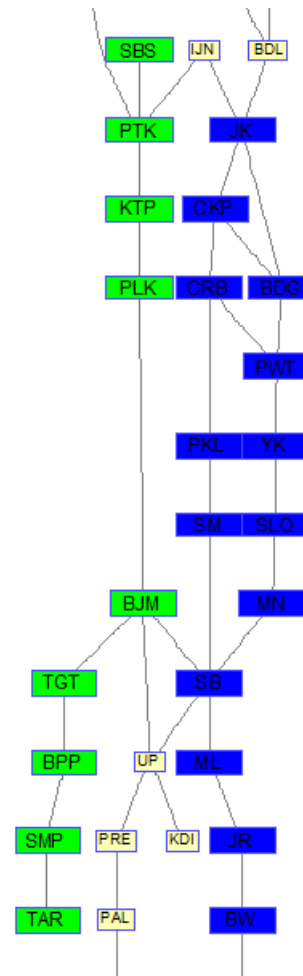 SBS IJN BDL
PTK JK
KTP CKP
PLK CRB BDG
PWT
PKL YK
SM SLO
BJM MN
TGT SB
BPP UP ML
SMP PRE KDI JR
TAR PAL BW